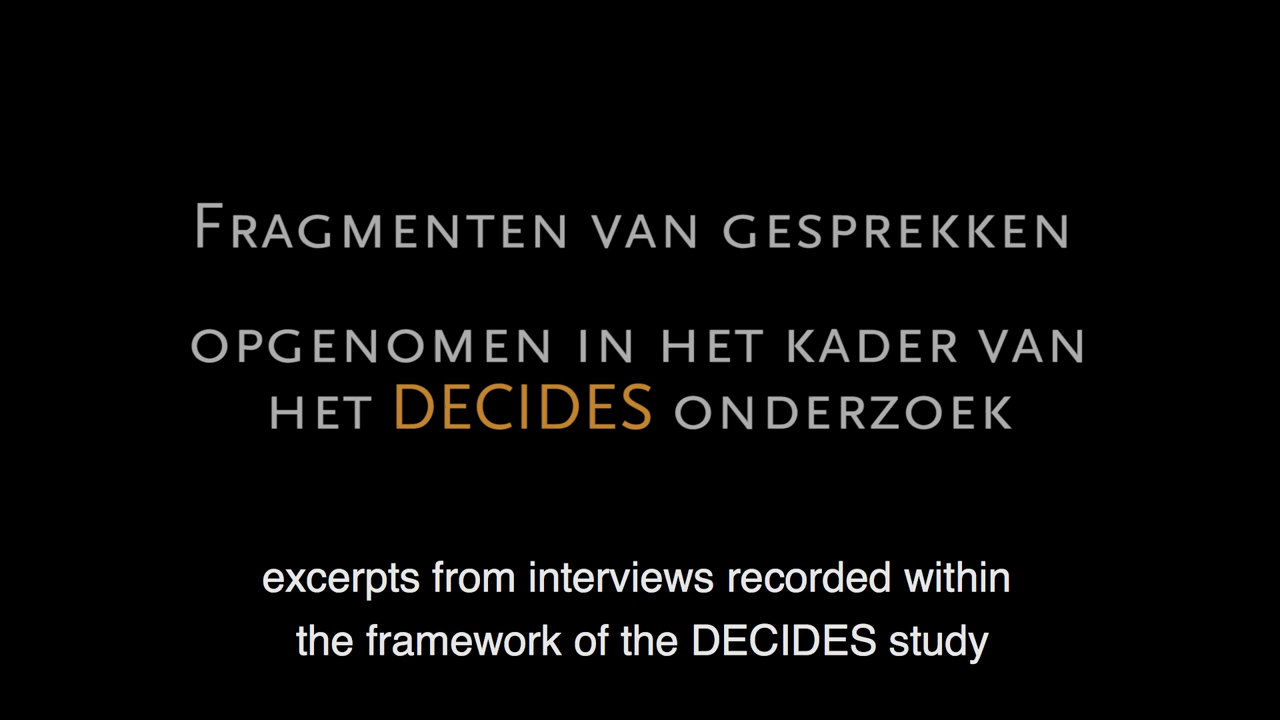 Fragmenten van gesprekken
opgenomen in het kader van
het DECIDES onderzoek
excerpts from interviews recorded within
the framework of the DECIDES study